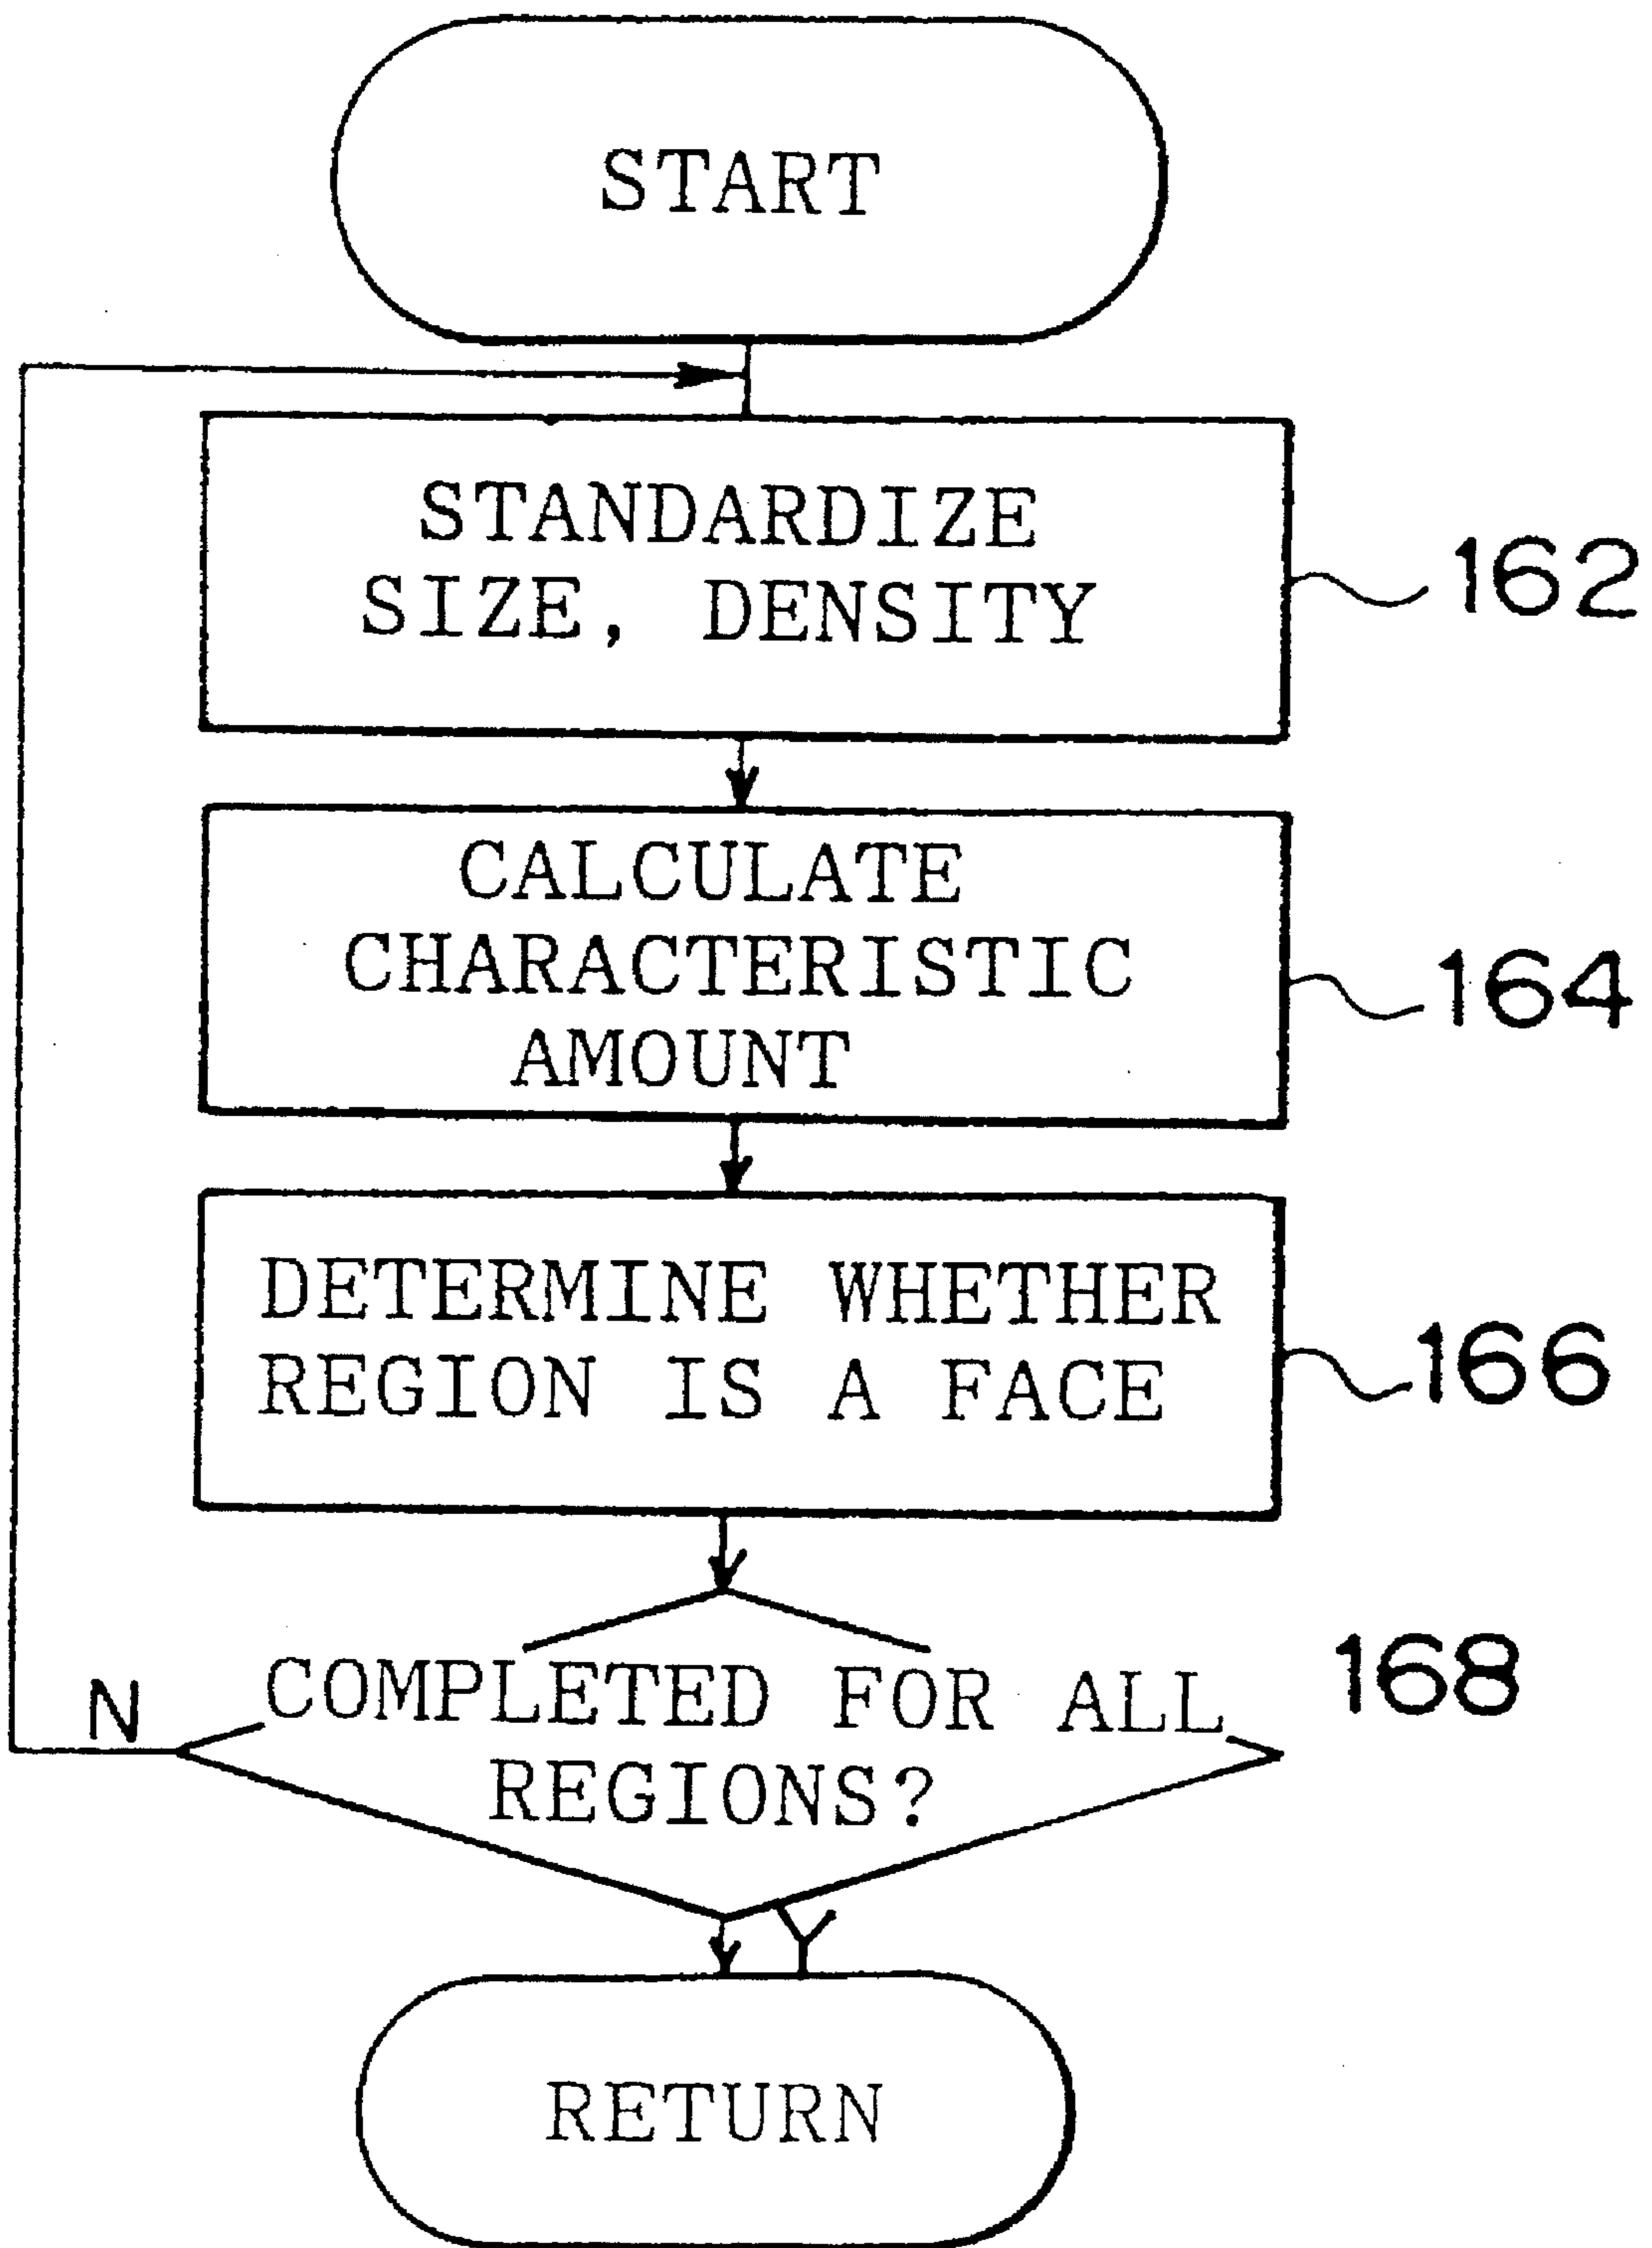 START
STANDARDIZE
SIZE, DENSITY
162
CALCULATE
CHARACTERISTIC
AMOUNT
164
DETERMINE WHETHER
REGION IS A FACE
166
COMPLETED FOR ALL
REGIONS?
168
N
Y
RETURN